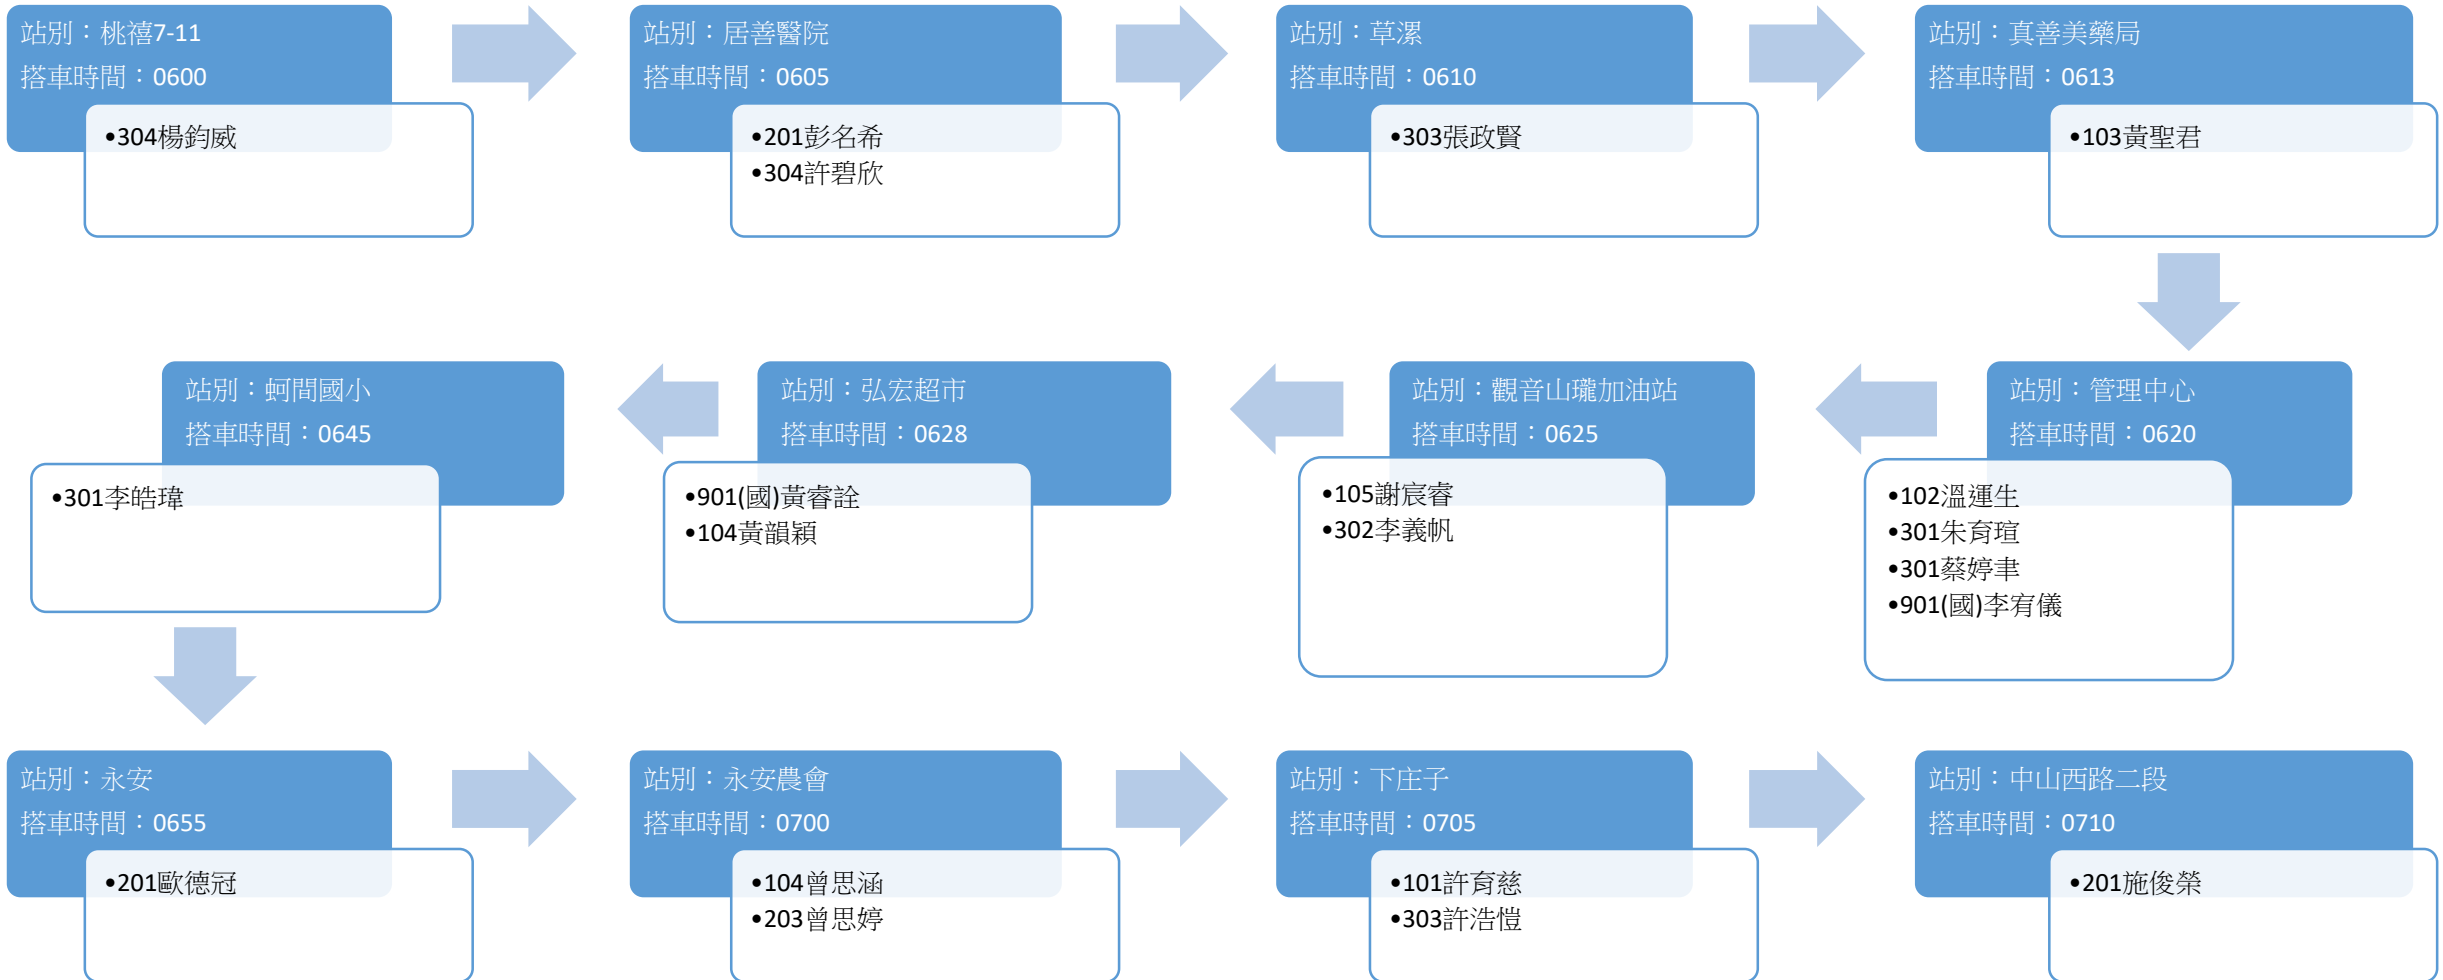 站別：桃禧7-11
搭車時間：0600
•304楊鈞威
站別：居善醫院
搭車時間：0605
•201彭名希
•304許碧欣
站別：草漯
搭車時間：0610
•303張政賢
站別：真善美藥局
搭車時間：0613
•103黃聖君
站別：管理中心
搭車時間：0620
•102溫運生
•301朱育瑄
•301蔡婷聿
•901(國)李宥儀
站別：觀音山瓏加油站
搭車時間：0625
•105謝宸睿
•302李義帆
站別：弘宏超市
搭車時間：0628
•901(國)黃睿詮
•104黃韻穎
站別：蚵間國小
搭車時間：0645
•301李皓瑋
站別：永安
搭車時間：0655
•201歐德冠
站別：永安農會
搭車時間：0700
•104曾思涵
•203曾思婷
站別：下庄子
搭車時間：0705
•101許育慈
•303許浩愷
站別：中山西路二段
搭車時間：0710
•201施俊榮